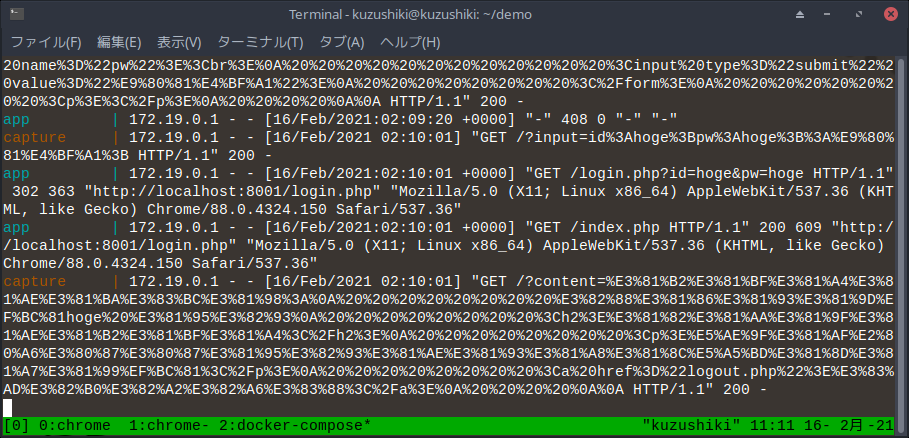 Terminal - kuzushiki@kuzushiki: ~/demo
ファイル(F) 編集(E) 表示(V) ターミナル(T) タブ(A) ヘルプ(H)
20name%3D%22pw%22%3E%3Cbr%3E%0A%20%20%20%20%20%20%20%20%20%20%3Cinput%20type%3D%22submit%22%2
0value%3D%22%E9%80%81%E4%BF%A1%22%3E%0A%20%20%20%20%20%20%20%20%3C%2Fform%3E%0A%20%20%20%20%2
0%20%3Cp%3E%3C%2Fp%3E%0A%20%20%20%20%0A%0A HTTP/1.1" 200 -
app | 172.19.0.1 - - [16/Feb/2021:02:09:20 +0000] "-" 408 0 "-" "-"
capture | 172.19.0.1 - - [16/Feb/2021 02:10:01] "GET /?input=id%3Ahoge%3Bpw%3Ahoge%3B%3A%E9%80%
81%E4%BF%A1%3B HTTP/1.1" 200 -
app | 172.19.0.1 - - [16/Feb/2021:02:10:01 +0000] "GET /login.php?id=hoge&pw=hoge HTTP/1.1"
302 363 "http://localhost:8001/login.php" "Mozilla/5.0 (X11; Linux x86_64) AppleWebKit/537.36 (KHT
ML, like Gecko) Chrome/88.0.4324.150 Safari/537.36"
app | 172.19.0.1 - - [16/Feb/2021:02:10:01 +0000] "GET /index.php HTTP/1.1" 200 609 "http:/
/localhost:8001/login.php" "Mozilla/5.0 (X11; Linux x86_64) AppleWebKit/537.36 (KHTML, like Gecko)
Chrome/88.0.4324.150 Safari/537.36"
capture | 172.19.0.1 - - [16/Feb/2021 02:10:01] "GET /?content=%E3%81%B2%E3%81%BF%E3%81%A4%E3%8
1%AE%E3%81%BA%E3%83%BC%E3%81%98%3A%0A%20%20%20%20%20%20%20%20%E3%82%88%E3%81%86%E3%81%93%E3%81%9D%E
F%BC%81hoge%20%E3%81%95%E3%82%93%0A%20%20%20%20%20%20%20%3Ch2%3E%E3%81%82%E3%81%AA%E3%81%9F%E3%8
1%AE%E3%81%B2%E3%81%BF%E3%81%A4%3C%2Fh2%3E%0A%20%20%20%20%20%20%20%3Cp%3E%E5%AE%9F%E3%81%AF%E2%8
0%A6%E3%80%87%E3%80%87%E3%81%95%E3%82%93%E3%81%AE%E3%81%93%E3%81%A8%E3%81%8C%E5%A5%BD%E3%81%8D%E3%8
1%A7%E3%81%99%EF%BC%81%3C%2Fp%3E%0A%20%20%20%20%20%20%20%3Ca%20href%3D%22logout.php%22%3E%E3%83%
AD%E3%82%B0%E3%82%A2%E3%82%A6%E3%83%88%3C%2Fa%3E%0A%20%20%20%20%0A%0A HTTP/1.1" 200 -
[0] 0:chrome 1:chrome- 2:docker-compose* "kuzushiki" 11:11 16- 2月-21